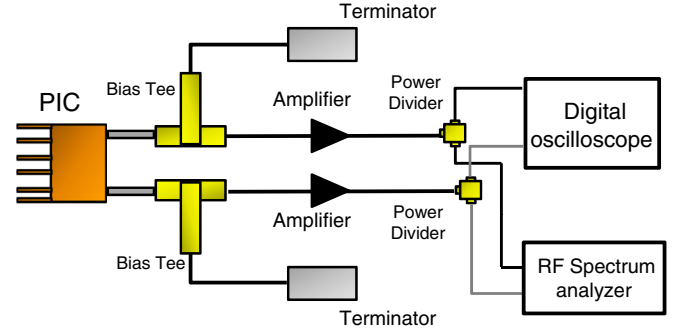 Terminator
Bias Tee
PIC
Amplifier
Power
Divider
Digital
oscilloscope
Amplifier
Power
Divider
Bias Tee
RF Spectrum
analyzer
Terminator